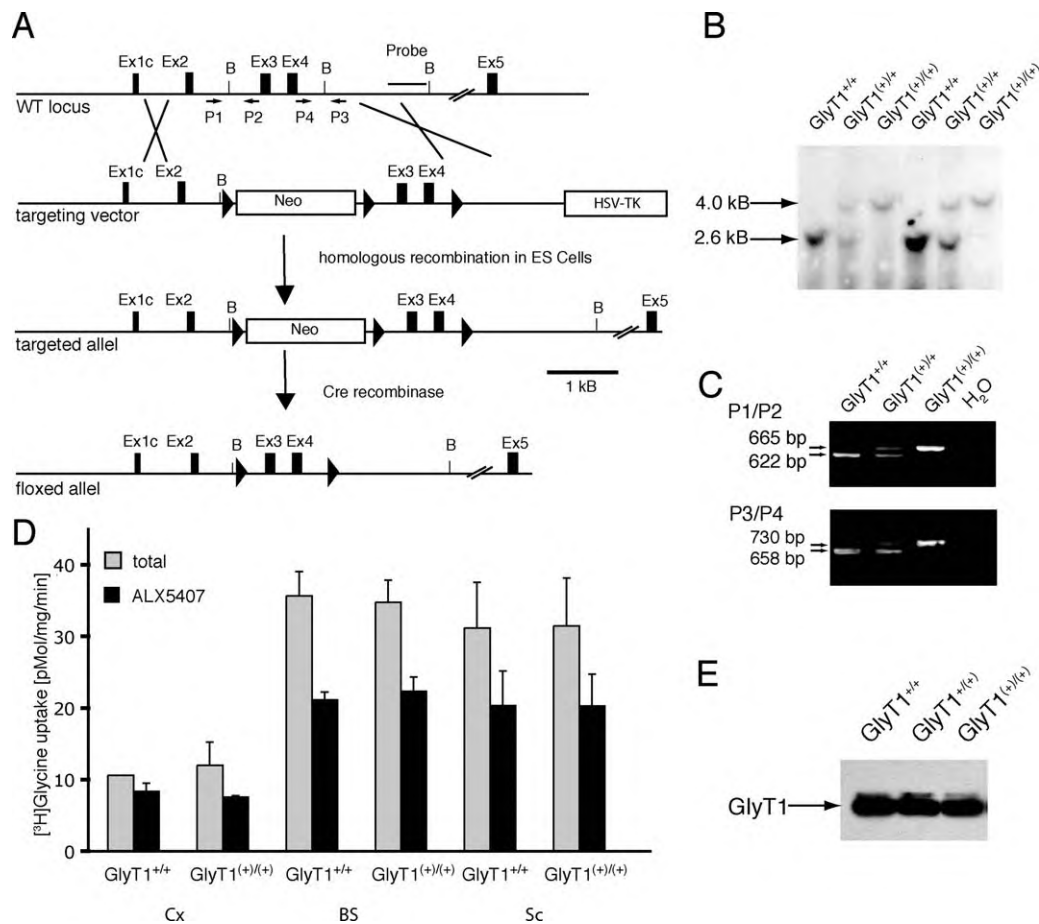 A
Ex1c Ex2 B Ex3 Ex4 B Probe B Ex5
WT locus
P1 P2 P4 P3
Ex1c Ex2 B Neo Ex3 Ex4 HSV-TK
targeting vector
homologous recombination in ES Cells
Ex1c Ex2 B Neo Ex3 Ex4 B Ex5
targeted allel
1 kB
Cre recombinase
Ex1c Ex2 B Ex3 Ex4 B Ex5
floxed allel
B
GlyT1+/+ GlyT1(+)/+ GlyT1(+)/(+) GlyT1+/+ GlyT1(+)/+ GlyT1(+)/(+)
4.0 kB
2.6 kB
C
GlyT1+/+ GlyT1(+)/+ GlyT1(+)/(+) H2O
P1/P2
665 bp
622 bp
P3/P4
730 bp
658 bp
D
[³H]Glycine uptake [pMol/mg/min]
total
ALX5407
40
30
20
10
0
GlyT1+/+ GlyT1(+)/(+) GlyT1+/+ GlyT1(+)/(+) GlyT1+/+ GlyT1(+)/(+)
Cx BS Sc
E
GlyT1+/+ GlyT1+/(+) GlyT1(+)/(+)
GlyT1